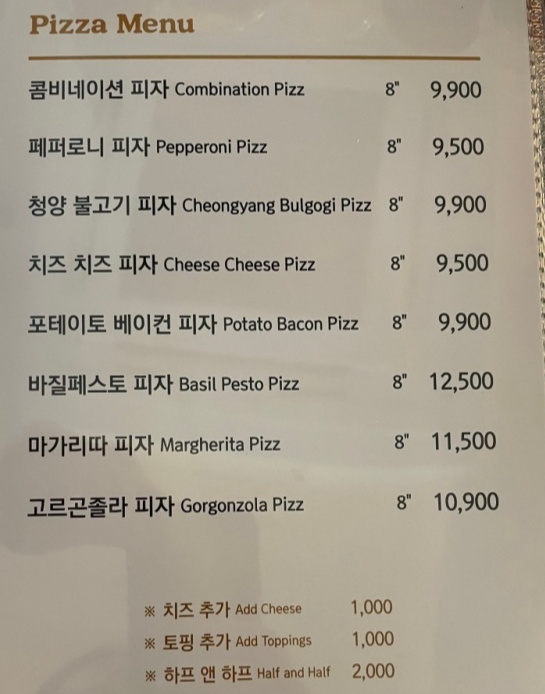 Pizza Menu
콤비네이션 피자 Combination Pizz 8" 9,900
페퍼로니 피자 Pepperoni Pizz 8" 9,500
청양 불고기 피자 Cheongyang Bulgogi Pizz 8" 9,900
치즈 치즈 피자 Cheese Cheese Pizz 8" 9,500
포테이토 베이컨 피자 Potato Bacon Pizz 8" 9,900
바질페스토 피자 Basil Pesto Pizz 8" 12,500
마가리따 피자 Margherita Pizz 8" 11,500
고르곤졸라 피자 Gorgonzola Pizz 8" 10,900
※ 치즈 추가 Add Cheese 1,000
※ 토핑 추가 Add Toppings 1,000
※ 하프 앤 하프 Half and Half 2,000